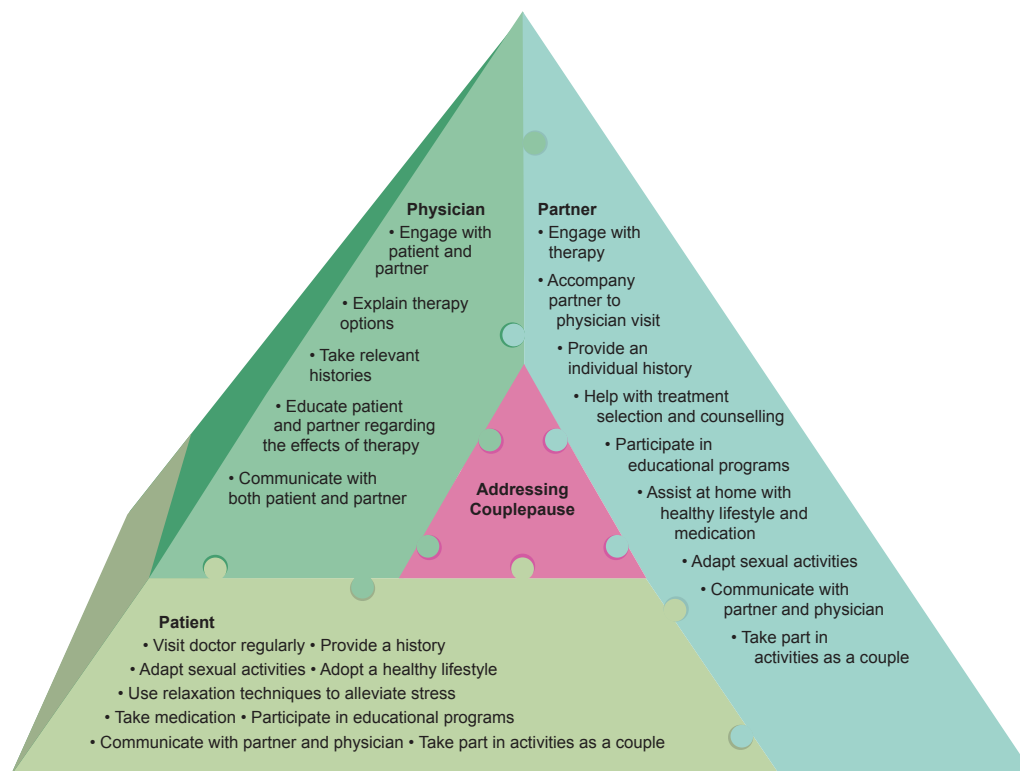 Physician
• Engage with
patient and
partner
• Explain therapy
options
• Take relevant
histories
• Educate patient
and partner regarding
the effects of therapy
• Communicate with
both patient and partner
Partner
• Engage with
therapy
• Accompany
partner to
physician visit
• Provide an
individual history
• Help with treatment
selection and counselling
• Participate in
educational programs
• Assist at home with
healthy lifestyle and
medication
• Adapt sexual activities
• Communicate with
partner and physician
• Take part in
activities as a couple
Addressing
Couplepause
Patient
• Visit doctor regularly • Provide a history
• Adapt sexual activities • Adopt a healthy lifestyle
• Use relaxation techniques to alleviate stress
• Take medication • Participate in educational programs
• Communicate with partner and physician • Take part in activities as a couple